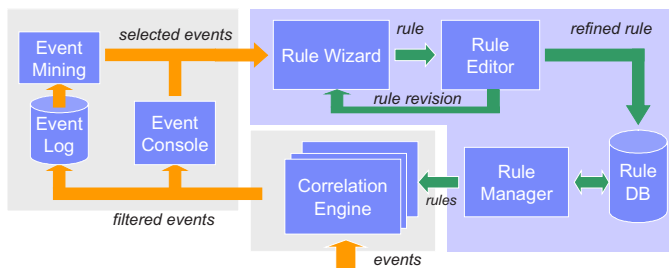 selected events
Event
Mining
Event
Log
Event
Console
filtered events
Rule Wizard
rule
Rule
Editor
refined rule
rule revision
Correlation
Engine
rules
Rule
Manager
Rule
DB
events